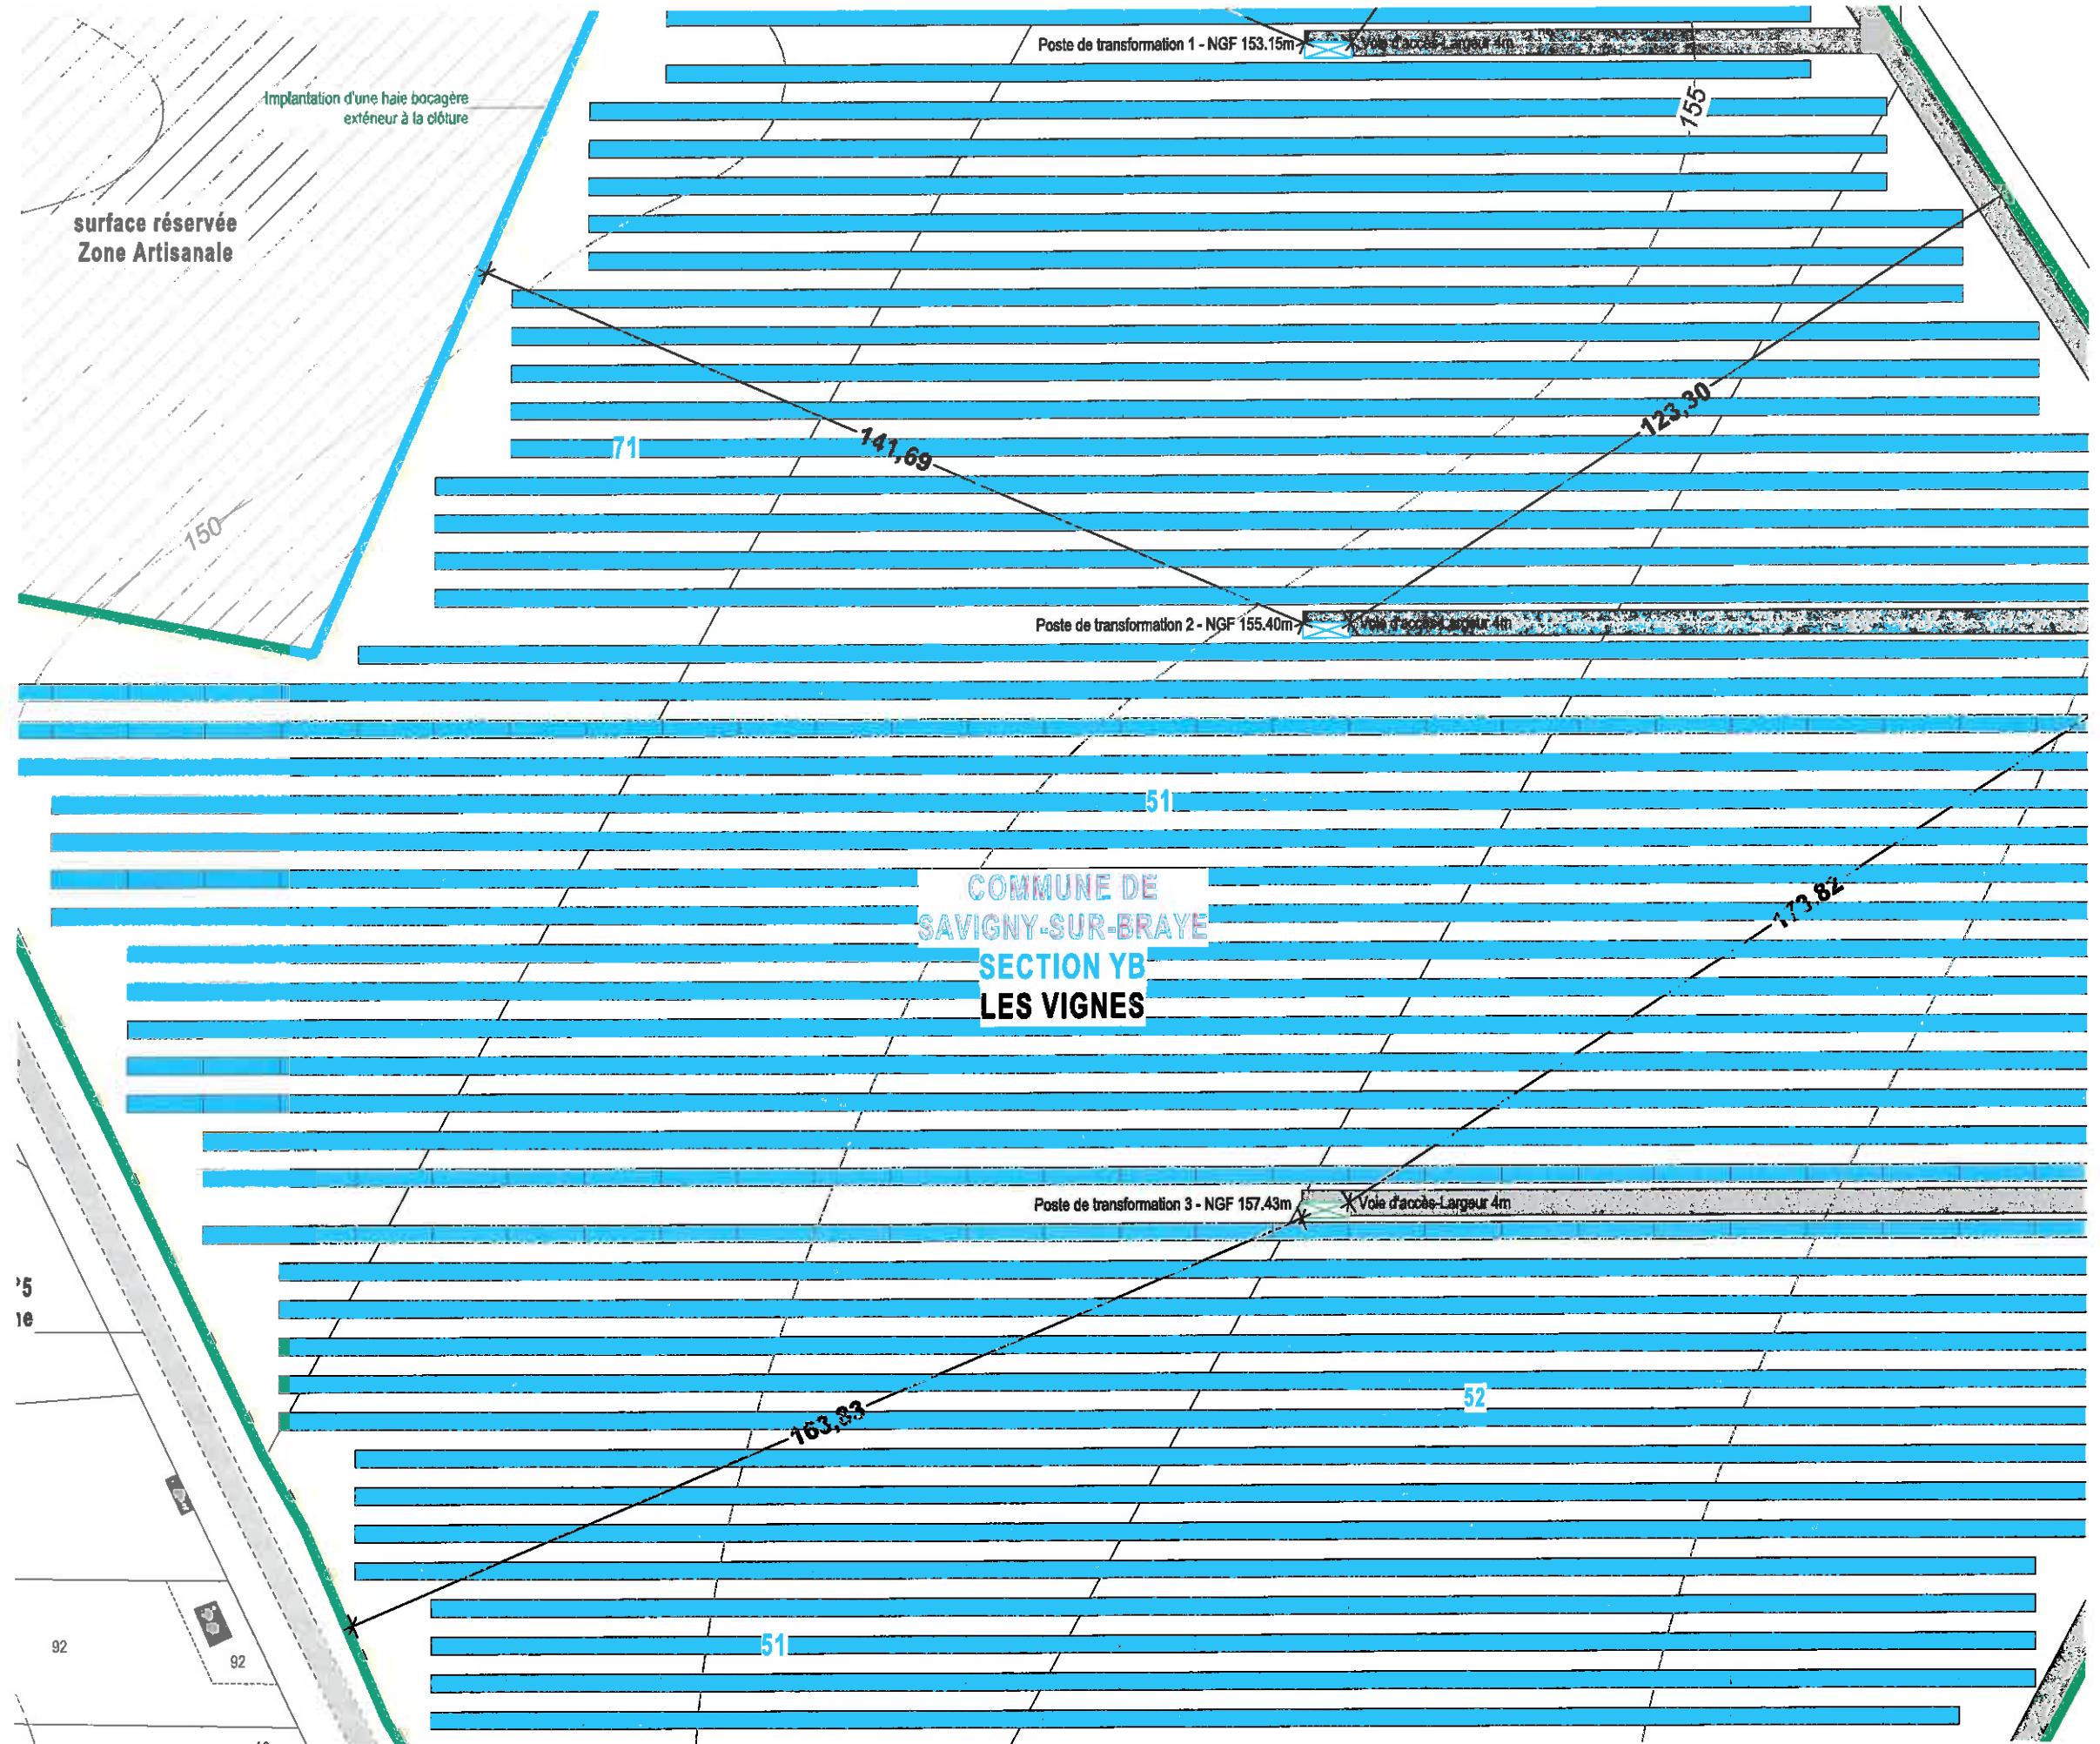 Poste de transformation 1 - NGF 153.15m
Voie d'accès-Largeur 4m
Implantation d'une haie bocagère
extérieur à la clôture
155
surface réservée
Zone Artisanale
123,30
141,69
71
150
Poste de transformation 2 - NGF 155.40m
Voie d'accès-Largeur 4m
51
COMMUNE DE
SAVIGNY-SUR-BRAYE
SECTION YB
LES VIGNES
173,82
Poste de transformation 3 - NGF 157.43m
Voie d'accès-Largeur 4m
52
163,83
51
92
92